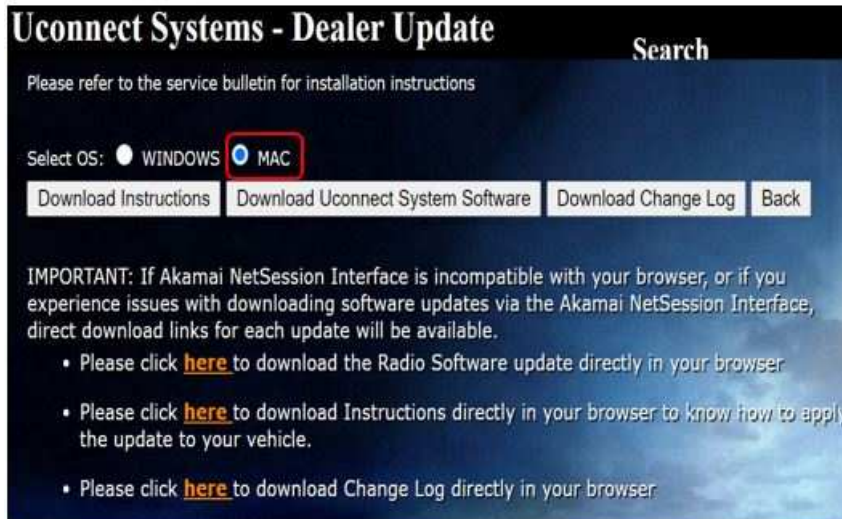 Uconnect Systems - Dealer Update
Search
Please refer to the service bulletin for installation instructions
Select OS: WINDOWS MAC
Download Instructions Download Uconnect System Software Download Change Log Back
IMPORTANT: If Akamai NetSession Interface is incompatible with your browser, or if you
experience issues with downloading software updates via the Akamai NetSession Interface,
direct download links for each update will be available.
• Please click here to download the Radio Software update directly in your browser
• Please click here to download Instructions directly in your browser to know how to apply
the update to your vehicle.
• Please click here to download Change Log directly in your browser